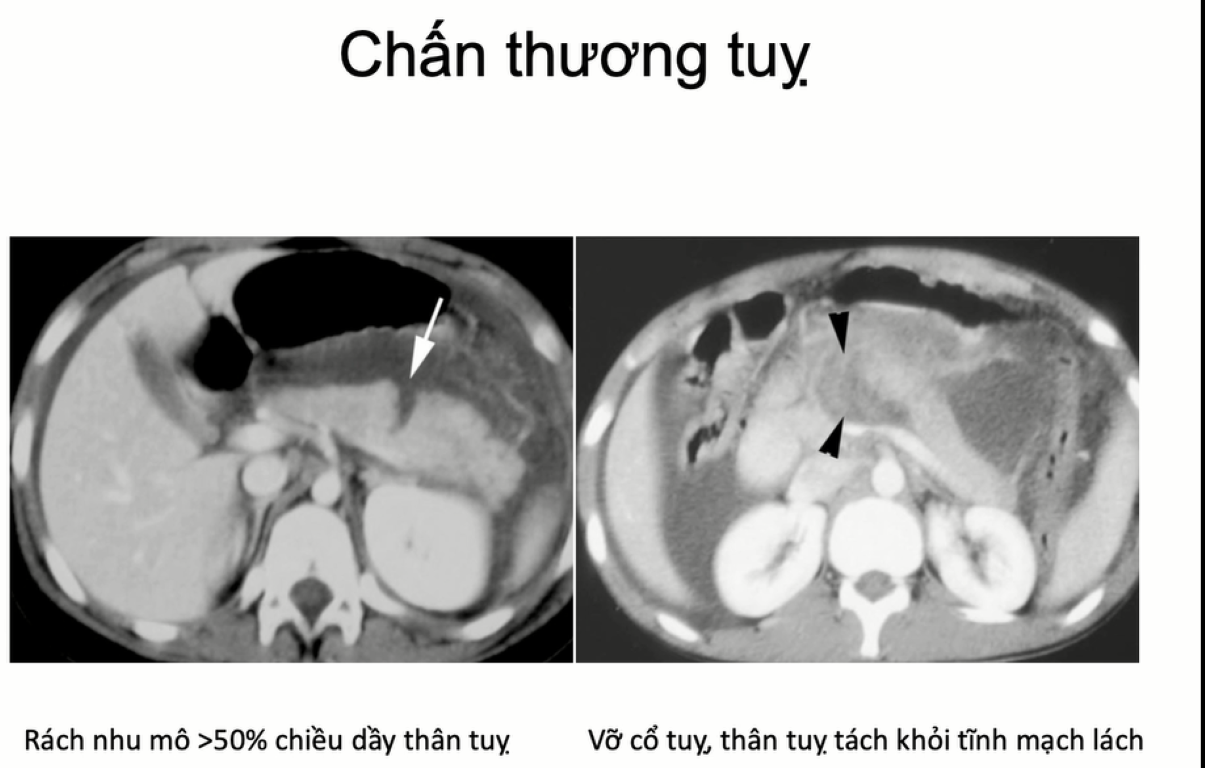 Chấn thương tuỵ
Rách nhu mô >50% chiều dầy thân tuỵ
Vỡ cổ tuỵ, thân tuỵ tách khỏi tĩnh mạch lách